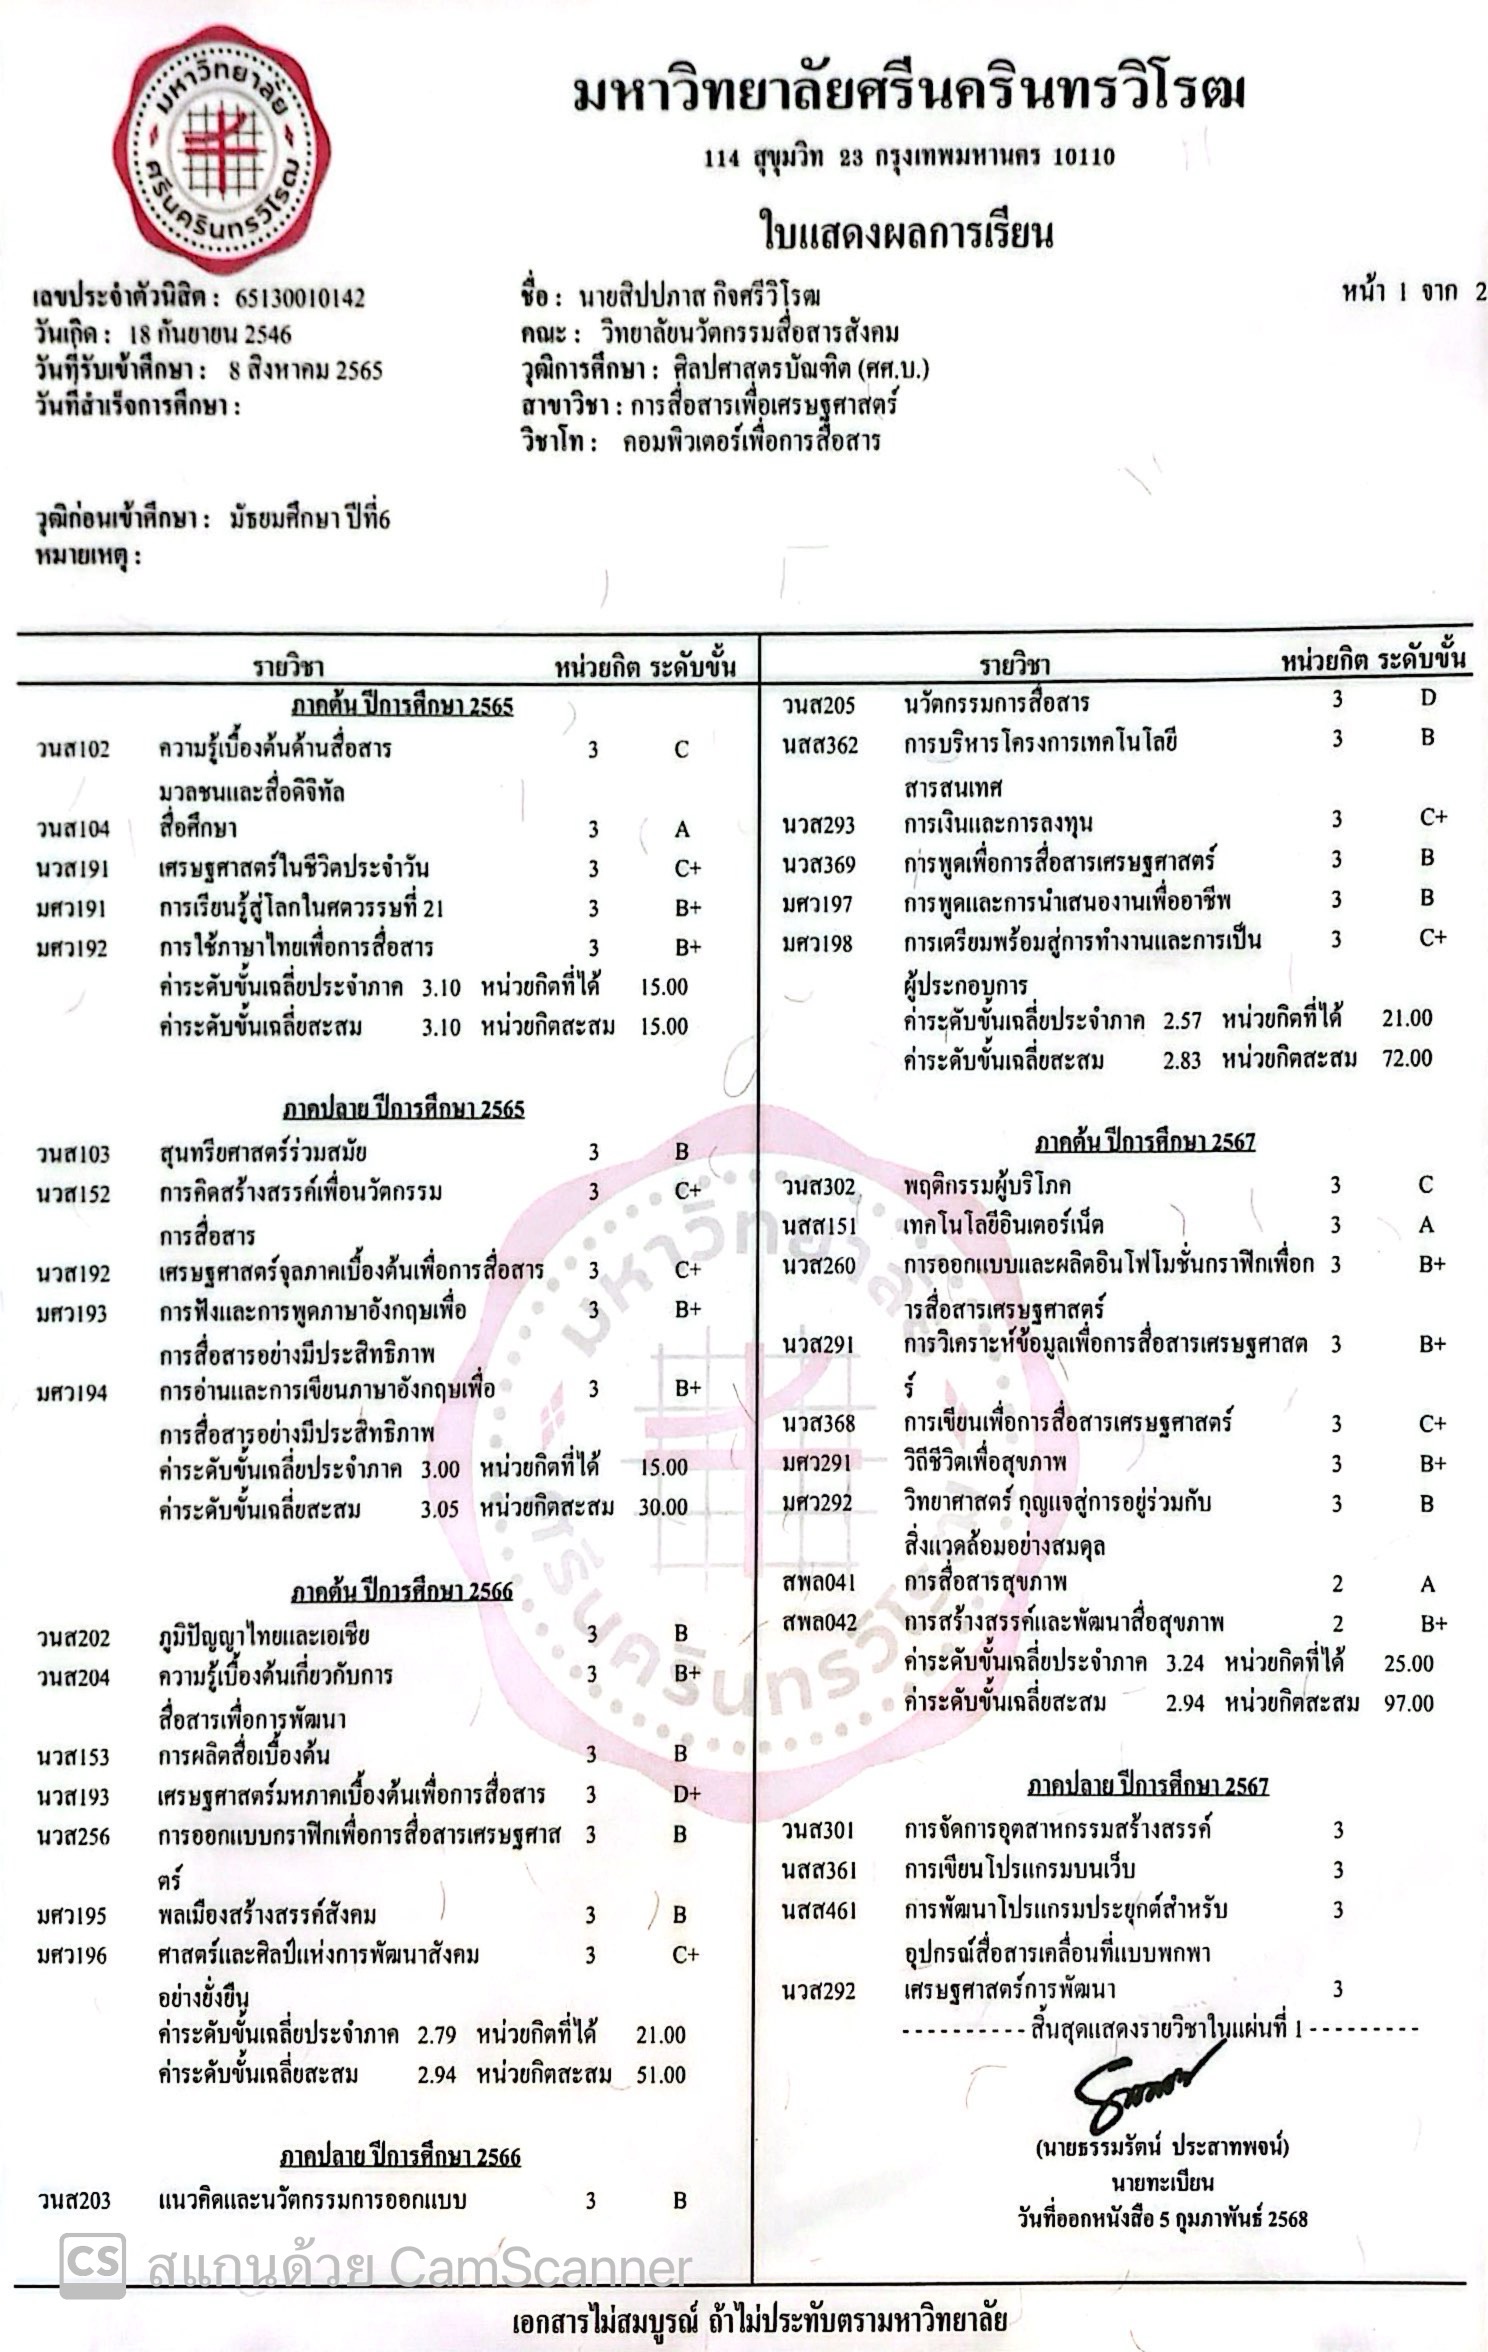 มหาวิทยาลัย
ศรีนครินทรวิโรฒ
มหาวิทยาลัยศรีนครินทรวิโรฒ
114 สุขุมวิท 23 กรุงเทพมหานคร 10110
ใบแสดงผลการเรียน
หน้า 1 จาก 2
เลขประจำตัวนิสิต : 65130010142
วันเกิด : 18 กันยายน 2546
วันที่รับเข้าศึกษา : 8 สิงหาคม 2565
วันที่สำเร็จการศึกษา :
ชื่อ : นายสิปปภาส กิจศรีวิโรฒ
คณะ : วิทยาลัยนวัตกรรมสื่อสารสังคม
วุฒิการศึกษา : ศิลปศาสตรบัณฑิต (ศศ.บ.)
สาขาวิชา : การสื่อสารเพื่อเศรษฐศาสตร์
วิชาโท : คอมพิวเตอร์เพื่อการสื่อสาร
วุฒิก่อนเข้าศึกษา : มัธยมศึกษา ปีที่6
หมายเหตุ :
รายวิชา หน่วยกิต ระดับขั้น
ภาคต้น ปีการศึกษา 2565
วนส102 ความรู้เบื้องต้นด้านสื่อสาร 3 C
มวลชนและสื่อดิจิทัล
วนส104 สื่อศึกษา 3 A
นวส191 เศรษฐศาสตร์ในชีวิตประจำวัน 3 C+
มศว191 การเรียนรู้สู่โลกในศตวรรษที่ 21 3 B+
มศว192 การใช้ภาษาไทยเพื่อการสื่อสาร 3 B+
ค่าระดับขั้นเฉลี่ยประจำภาค 3.10 หน่วยกิตที่ได้ 15.00
ค่าระดับขั้นเฉลี่ยสะสม 3.10 หน่วยกิตสะสม 15.00
ภาคปลาย ปีการศึกษา 2565
วนส103 สุนทรียศาสตร์ร่วมสมัย 3 B
นวส152 การคิดสร้างสรรค์เพื่อนวัตกรรม 3 C+
การสื่อสาร
นวส192 เศรษฐศาสตร์จุลภาคเบื้องต้นเพื่อการสื่อสาร 3 C+
มศว193 การฟังและการพูดภาษาอังกฤษเพื่อ 3 B+
การสื่อสารอย่างมีประสิทธิภาพ
มศว194 การอ่านและการเขียนภาษาอังกฤษเพื่อ 3 B+
การสื่อสารอย่างมีประสิทธิภาพ
ค่าระดับขั้นเฉลี่ยประจำภาค 3.00 หน่วยกิตที่ได้ 15.00
ค่าระดับขั้นเฉลี่ยสะสม 3.05 หน่วยกิตสะสม 30.00
ภาคต้น ปีการศึกษา 2566
วนส202 ภูมิปัญญาไทยและเอเชีย 3 B
วนส204 ความรู้เบื้องต้นเกี่ยวกับการ 3 B+
สื่อสารเพื่อการพัฒนา
นวส153 การผลิตสื่อเบื้องต้น 3 B
นวส193 เศรษฐศาสตร์มหภาคเบื้องต้นเพื่อการสื่อสาร 3 D+
นวส256 การออกแบบกราฟิกเพื่อการสื่อสารเศรษฐศาส 3 B
ตร์
มศว195 พลเมืองสร้างสรรค์สังคม 3 B
มศว196 ศาสตร์และศิลป์แห่งการพัฒนาสังคม 3 C+
อย่างยั่งยืน
ค่าระดับขั้นเฉลี่ยประจำภาค 2.79 หน่วยกิตที่ได้ 21.00
ค่าระดับขั้นเฉลี่ยสะสม 2.94 หน่วยกิตสะสม 51.00
ภาคปลาย ปีการศึกษา 2566
วนส203 แนวคิดและนวัตกรรมการออกแบบ 3 B
รายวิชา หน่วยกิต ระดับขั้น
วนส205 นวัตกรรมการสื่อสาร 3 D
นสส362 การบริหารโครงการเทคโนโลยี 3 B
สารสนเทศ
นวส293 การเงินและการลงทุน 3 C+
นวส369 การพูดเพื่อการสื่อสารเศรษฐศาสตร์ 3 B
มศว197 การพูดและการนำเสนองานเพื่ออาชีพ 3 B
มศว198 การเตรียมพร้อมสู่การทำงานและการเป็น 3 C+
ผู้ประกอบการ
ค่าระดับขั้นเฉลี่ยประจำภาค 2.57 หน่วยกิตที่ได้ 21.00
ค่าระดับขั้นเฉลี่ยสะสม 2.83 หน่วยกิตสะสม 72.00
ภาคต้น ปีการศึกษา 2567
วนส302 พฤติกรรมผู้บริโภค 3 C
นสส151 เทคโนโลยีอินเตอร์เน็ต 3 A
นวส260 การออกแบบและผลิตอินโฟโมชั่นกราฟิกเพื่อก 3 B+
ารสื่อสารเศรษฐศาสตร์
นวส291 การวิเคราะห์ข้อมูลเพื่อการสื่อสารเศรษฐศาสต 3 B+
ร์
นวส368 การเขียนเพื่อการสื่อสารเศรษฐศาสตร์ 3 C+
มศว291 วิถีชีวิตเพื่อสุขภาพ 3 B+
มศว292 วิทยาศาสตร์ กุญแจสู่การอยู่ร่วมกับ 3 B
สิ่งแวดล้อมอย่างสมดุล
สพล041 การสื่อสารสุขภาพ 2 A
สพล042 การสร้างสรรค์และพัฒนาสื่อสุขภาพ 2 B+
ค่าระดับขั้นเฉลี่ยประจำภาค 3.24 หน่วยกิตที่ได้ 25.00
ค่าระดับขั้นเฉลี่ยสะสม 2.94 หน่วยกิตสะสม 97.00
ภาคปลาย ปีการศึกษา 2567
วนส301 การจัดการอุตสาหกรรมสร้างสรรค์ 3
นสส361 การเขียนโปรแกรมบนเว็บ 3
นสส461 การพัฒนาโปรแกรมประยุกต์สำหรับ 3
อุปกรณ์สื่อสารเคลื่อนที่แบบพกพา
นวส292 เศรษฐศาสตร์การพัฒนา 3
---------- สิ้นสุดแสดงรายวิชาในแผ่นที่ 1 ---------
(นายธรรมรัตน์ ประสาทพจน์)
นายทะเบียน
วันที่ออกหนังสือ 5 กุมภาพันธ์ 2568
มหาวิทยาลัย
ศรีนครินทรวิโรฒ
CS สแกนด้วย CamScanner
เอกสารไม่สมบูรณ์ ถ้าไม่ประทับตรามหาวิทยาลัย